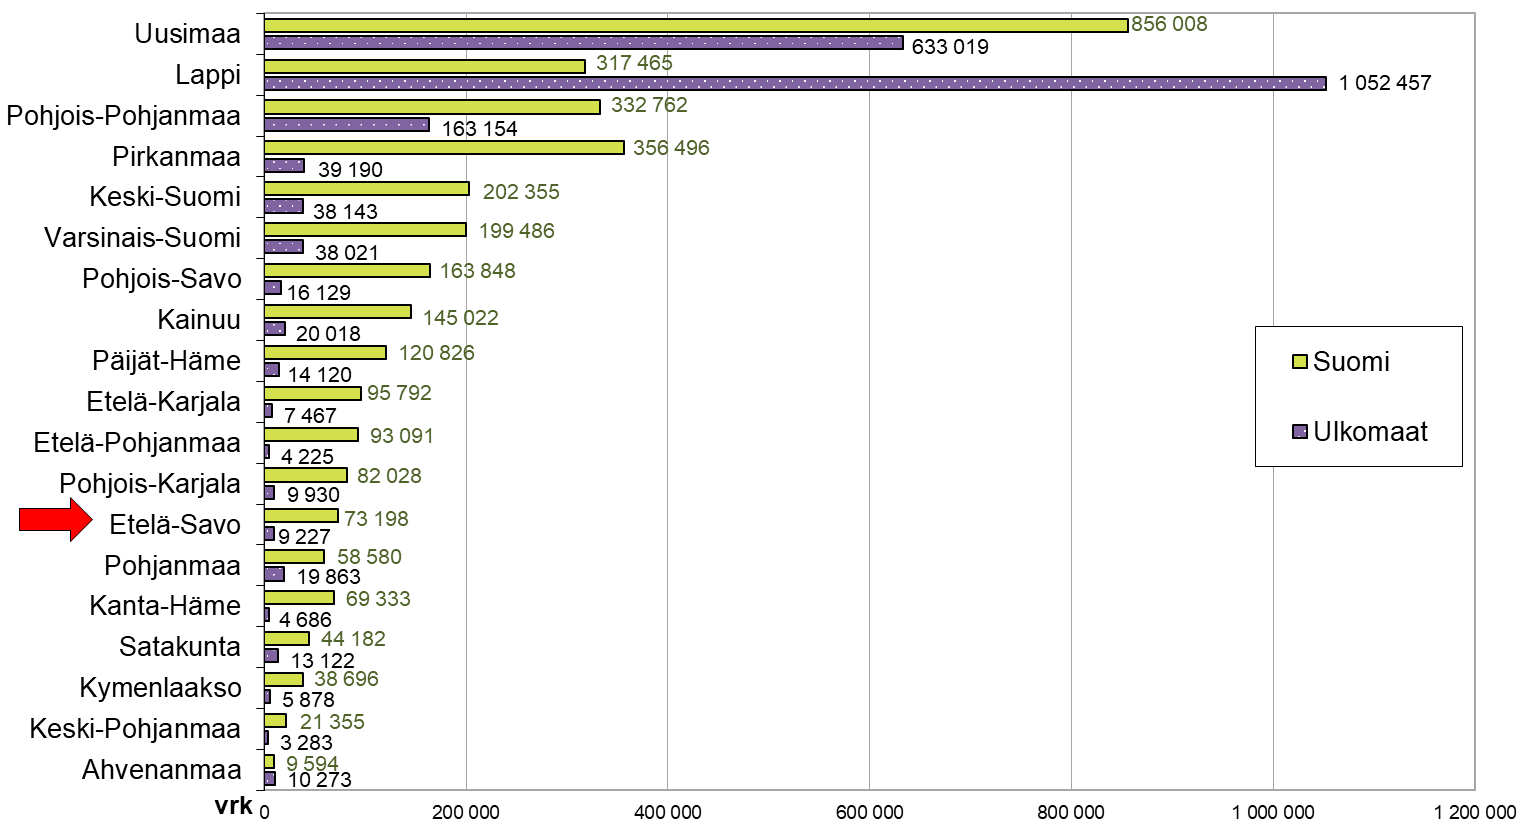 Uusimaa
856 008
633 019
Lappi
317 465
1 052 457
Pohjois-Pohjanmaa
332 762
163 154
Pirkanmaa
356 496
39 190
Keski-Suomi
202 355
38 143
Varsinais-Suomi
199 486
38 021
Pohjois-Savo
163 848
16 129
Kainuu
145 022
20 018
Päijät-Häme
120 826
14 120
Etelä-Karjala
95 792
7 467
Etelä-Pohjanmaa
93 091
4 225
Pohjois-Karjala
82 028
9 930
Etelä-Savo
73 198
9 227
Pohjanmaa
58 580
19 863
Kanta-Häme
69 333
4 686
Satakunta
44 182
13 122
Kymenlaakso
38 696
5 878
Keski-Pohjanmaa
21 355
3 283
Ahvenanmaa
9 594
10 273
Suomi
Ulkomaat
vrk 0 200 000 400 000 600 000 800 000 1 000 000 1 200 000